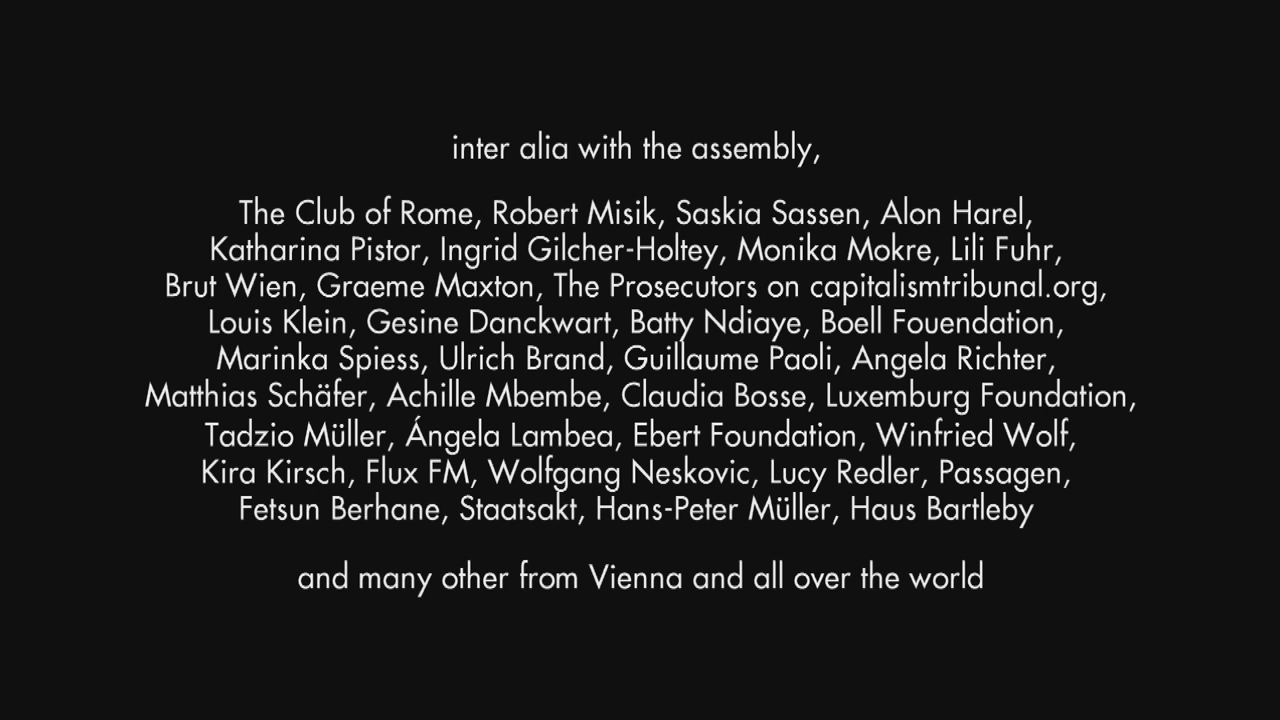 inter alia with the assembly,
The Club of Rome, Robert Misik, Saskia Sassen, Alon Harel,
Katharina Pistor, Ingrid Gilcher-Holtey, Monika Mokre, Lili Fuhr,
Brut Wien, Graeme Maxton, The Prosecutors on capitalismtribunal.org,
Louis Klein, Gesine Danckwart, Batty Ndiaye, Boell Fouendation,
Marinka Spiess, Ulrich Brand, Guillaume Paoli, Angela Richter,
Matthias Schäfer, Achille Mbembe, Claudia Bosse, Luxemburg Foundation,
Tadzio Müller, Ángela Lambea, Ebert Foundation, Winfried Wolf,
Kira Kirsch, Flux FM, Wolfgang Neskovic, Lucy Redler, Passagen,
Fetsun Berhane, Staatsakt, Hans-Peter Müller, Haus Bartleby
and many other from Vienna and all over the world